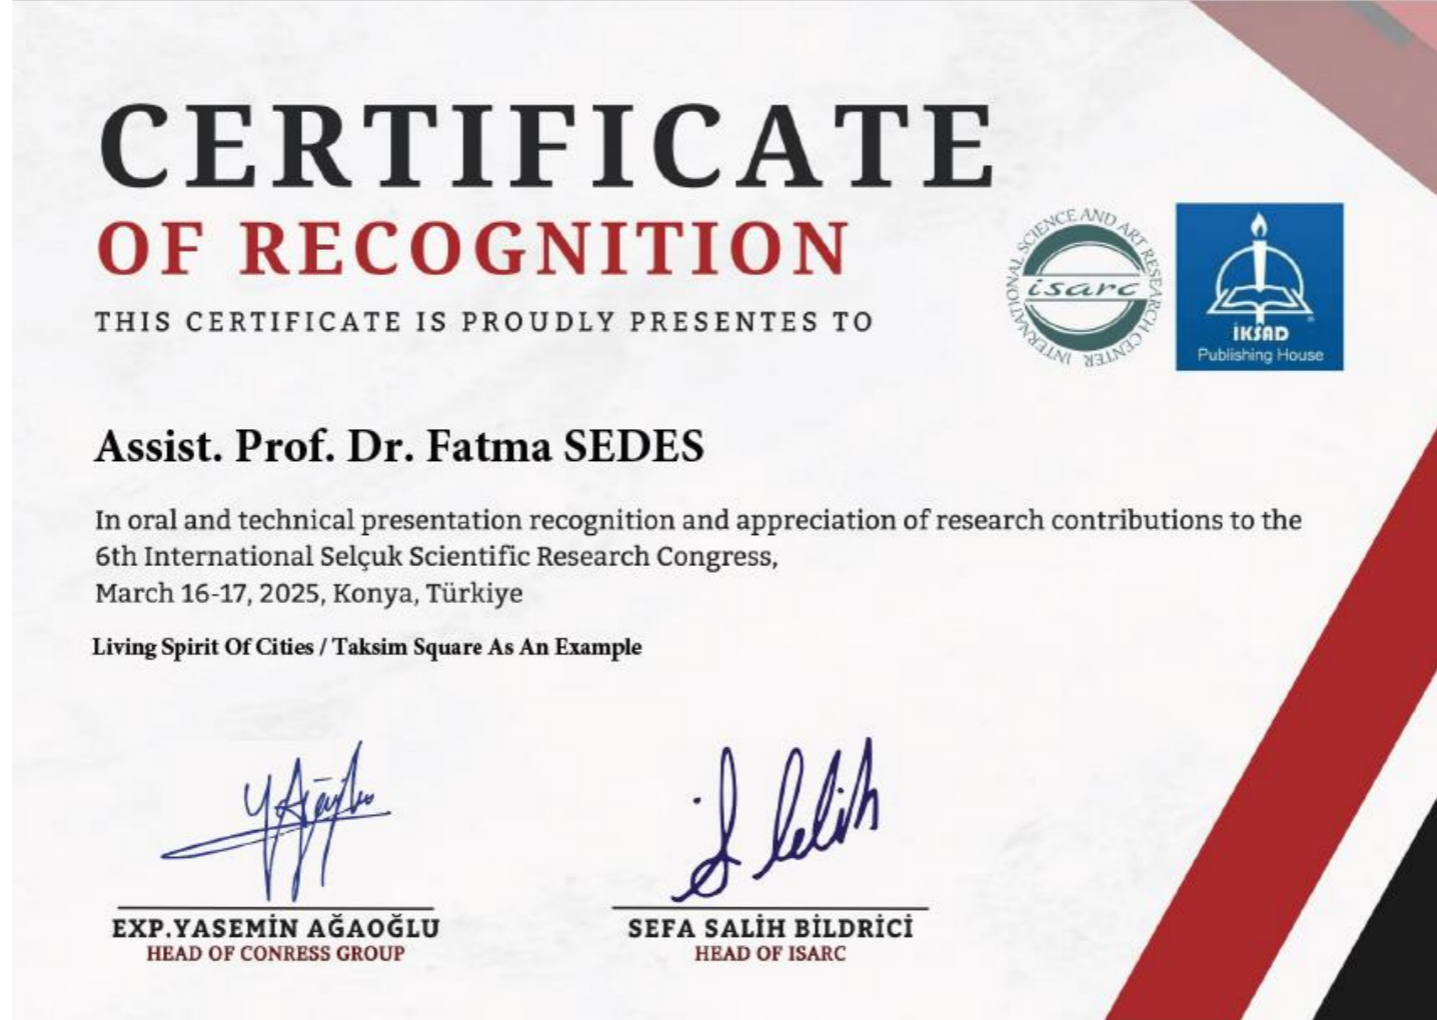 CERTIFICATE
OF RECOGNITION
THIS CERTIFICATE IS PROUDLY PRESENTES TO
INTERNATIONAL SCIENCE AND ART RESEARCH CENTER
isarc
İKSAD
Publishing House
Assist. Prof. Dr. Fatma SEDES
In oral and technical presentation recognition and appreciation of research contributions to the
6th International Selçuk Scientific Research Congress,
March 16-17, 2025, Konya, Türkiye
Living Spirit Of Cities / Taksim Square As An Example
EXP.YASEMİN AĞAOĞLU
HEAD OF CONRESS GROUP
SEFA SALİH BİLDRİCİ
HEAD OF ISARC